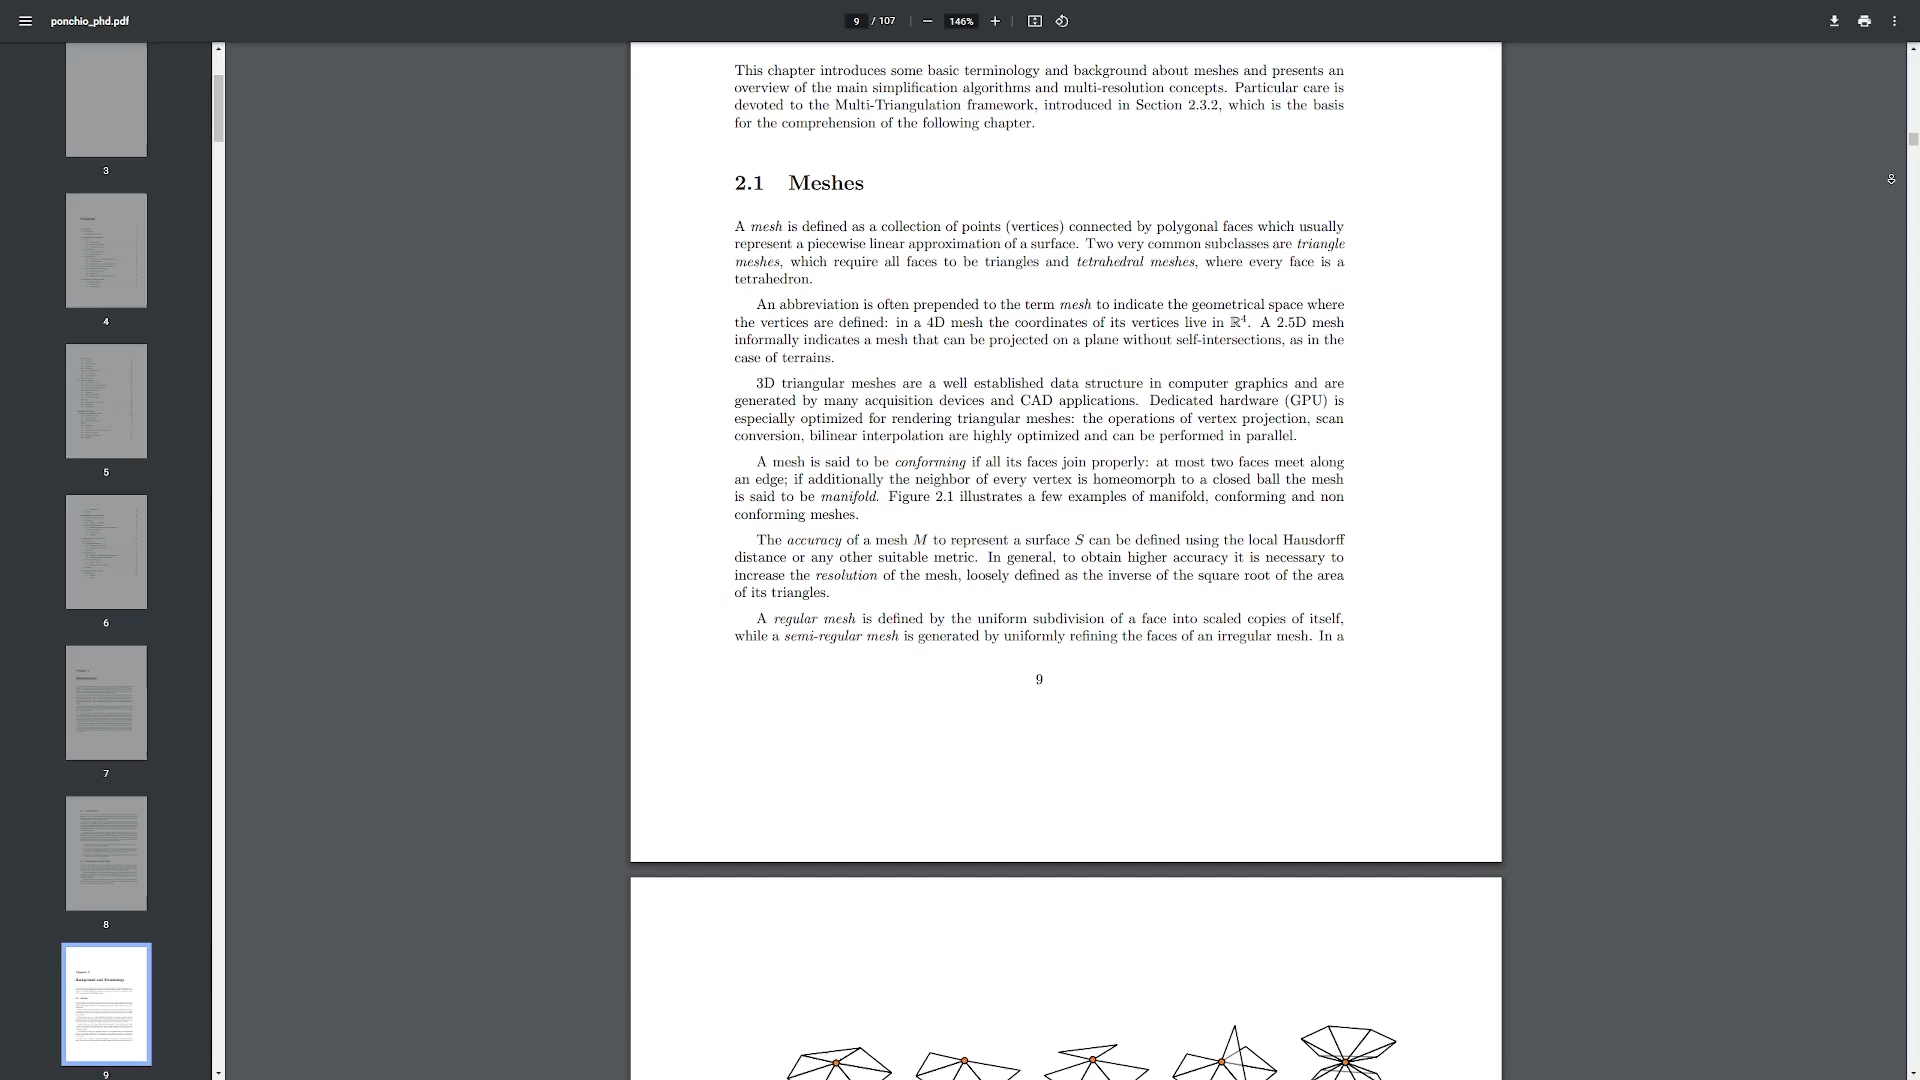 ponchio_phd.pdf
9 / 107
146%
3
4
5
6
7
8
9
This chapter introduces some basic terminology and background about meshes and presents an
overview of the main simplification algorithms and multi-resolution concepts. Particular care is
devoted to the Multi-Triangulation framework, introduced in Section 2.3.2, which is the basis
for the comprehension of the following chapter.
2.1 Meshes
A mesh is defined as a collection of points (vertices) connected by polygonal faces which usually
represent a piecewise linear approximation of a surface. Two very common subclasses are triangle
meshes, which require all faces to be triangles and tetrahedral meshes, where every face is a
tetrahedron.
An abbreviation is often prepended to the term mesh to indicate the geometrical space where
the vertices are defined: in a 4D mesh the coordinates of its vertices live in ℝ⁴. A 2.5D mesh
informally indicates a mesh that can be projected on a plane without self-intersections, as in the
case of terrains.
3D triangular meshes are a well established data structure in computer graphics and are
generated by many acquisition devices and CAD applications. Dedicated hardware (GPU) is
especially optimized for rendering triangular meshes: the operations of vertex projection, scan
conversion, bilinear interpolation are highly optimized and can be performed in parallel.
A mesh is said to be conforming if all its faces join properly: at most two faces meet along
an edge; if additionally the neighbor of every vertex is homeomorph to a closed ball the mesh
is said to be manifold. Figure 2.1 illustrates a few examples of manifold, conforming and non
conforming meshes.
The accuracy of a mesh M to represent a surface S can be defined using the local Hausdorff
distance or any other suitable metric. In general, to obtain higher accuracy it is necessary to
increase the resolution of the mesh, loosely defined as the inverse of the square root of the area
of its triangles.
A regular mesh is defined by the uniform subdivision of a face into scaled copies of itself,
while a semi-regular mesh is generated by uniformly refining the faces of an irregular mesh. In a
9